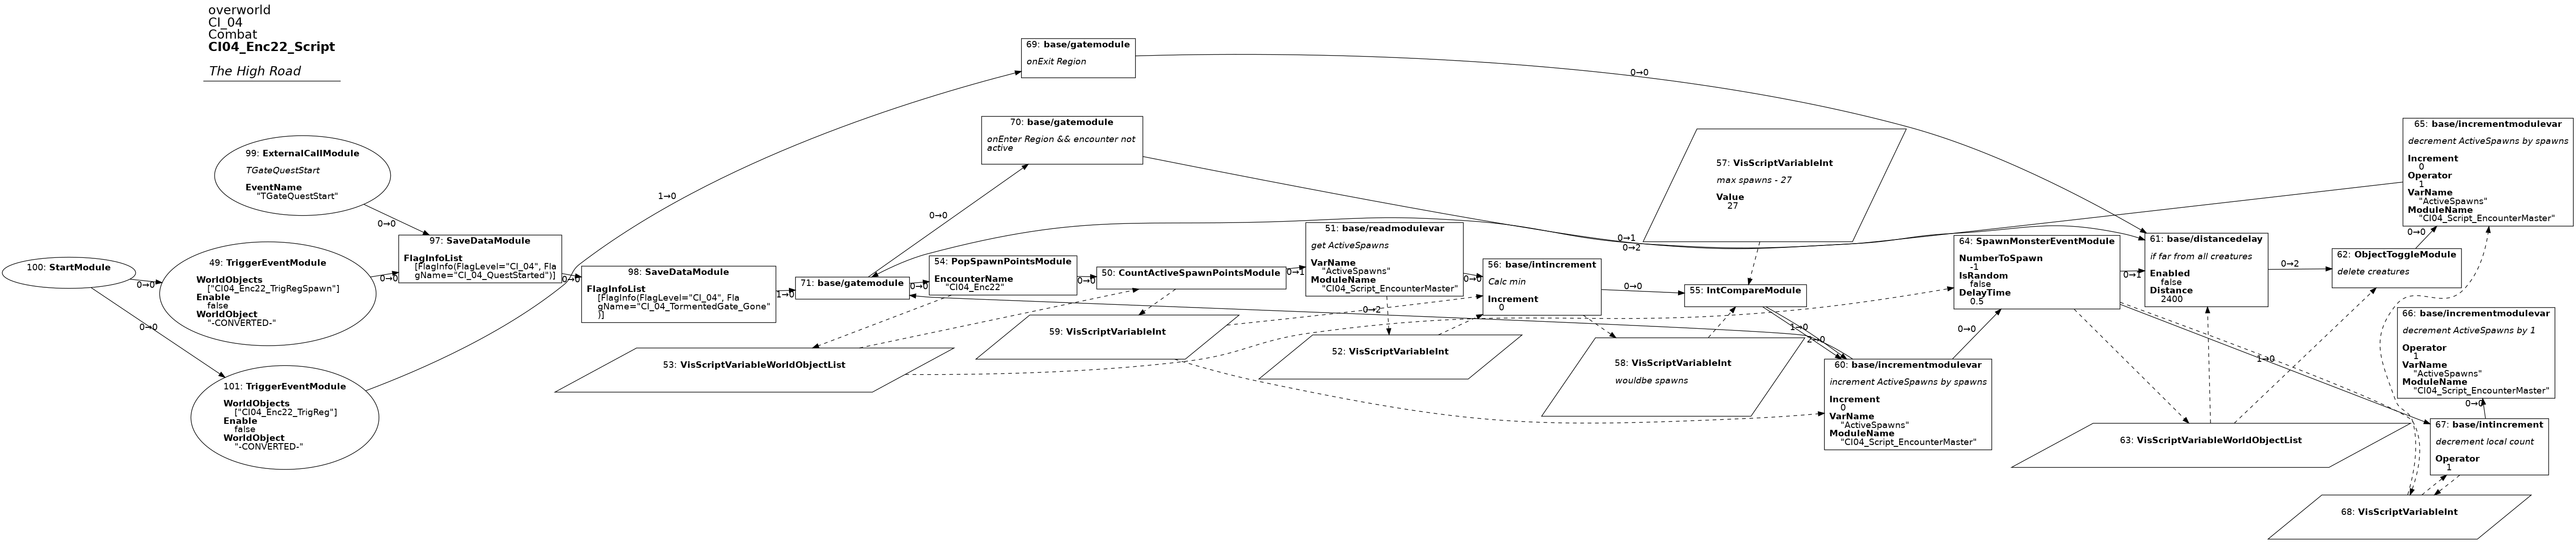 overworld
CI_04
Combat
CI04_Enc22_Script
The High Road
69: base/gatemodule
onExit Region
0→0
70: base/gatemodule
onEnter Region && encounter not
active
99: ExternalCallModule
TGateQuestStart
EventName
"TGateQuestStart"
0→0
100: StartModule
0→0
0→0
49: TriggerEventModule
WorldObjects
["CI04_Enc22_TrigRegSpawn"]
Enable
false
WorldObject
"-CONVERTED-"
0→0
101: TriggerEventModule
WorldObjects
["CI04_Enc22_TrigReg"]
Enable
false
WorldObject
"-CONVERTED-"
1→0
97: SaveDataModule
FlagInfoList
[FlagInfo(FlagLevel="CI_04", Fla
gName="CI_04_QuestStarted")]
0→0
98: SaveDataModule
FlagInfoList
[FlagInfo(FlagLevel="CI_04", Fla
gName="CI_04_TormentedGate_Gone"
)]
1→0
71: base/gatemodule
0→0
0→0
54: PopSpawnPointsModule
EncounterName
"CI04_Enc22"
0→0
50: CountActiveSpawnPointsModule
0→1
51: base/readmodulevar
get ActiveSpawns
VarName
"ActiveSpawns"
ModuleName
"CI04_Script_EncounterMaster"
0→0
56: base/intincrement
Calc min
Increment
0
0→0
57: VisScriptVariableInt
max spawns - 27
Value
27
0→1
0→2
55: IntCompareModule
1→0
2→0
0→2
59: VisScriptVariableInt
53: VisScriptVariableWorldObjectList
52: VisScriptVariableInt
58: VisScriptVariableInt
wouldbe spawns
60: base/incrementmodulevar
increment ActiveSpawns by spawns
Increment
0
VarName
"ActiveSpawns"
ModuleName
"CI04_Script_EncounterMaster"
0→0
64: SpawnMonsterEventModule
NumberToSpawn
-1
IsRandom
false
DelayTime
0.5
0→1
1→0
61: base/distancedelay
if far from all creatures
Enabled
false
Distance
2400
0→2
62: ObjectToggleModule
delete creatures
0→0
65: base/incrementmodulevar
decrement ActiveSpawns by spawns
Increment
0
Operator
1
VarName
"ActiveSpawns"
ModuleName
"CI04_Script_EncounterMaster"
66: base/incrementmodulevar
decrement ActiveSpawns by 1
Operator
1
VarName
"ActiveSpawns"
ModuleName
"CI04_Script_EncounterMaster"
0→0
67: base/intincrement
decrement local count
Operator
1
63: VisScriptVariableWorldObjectList
68: VisScriptVariableInt